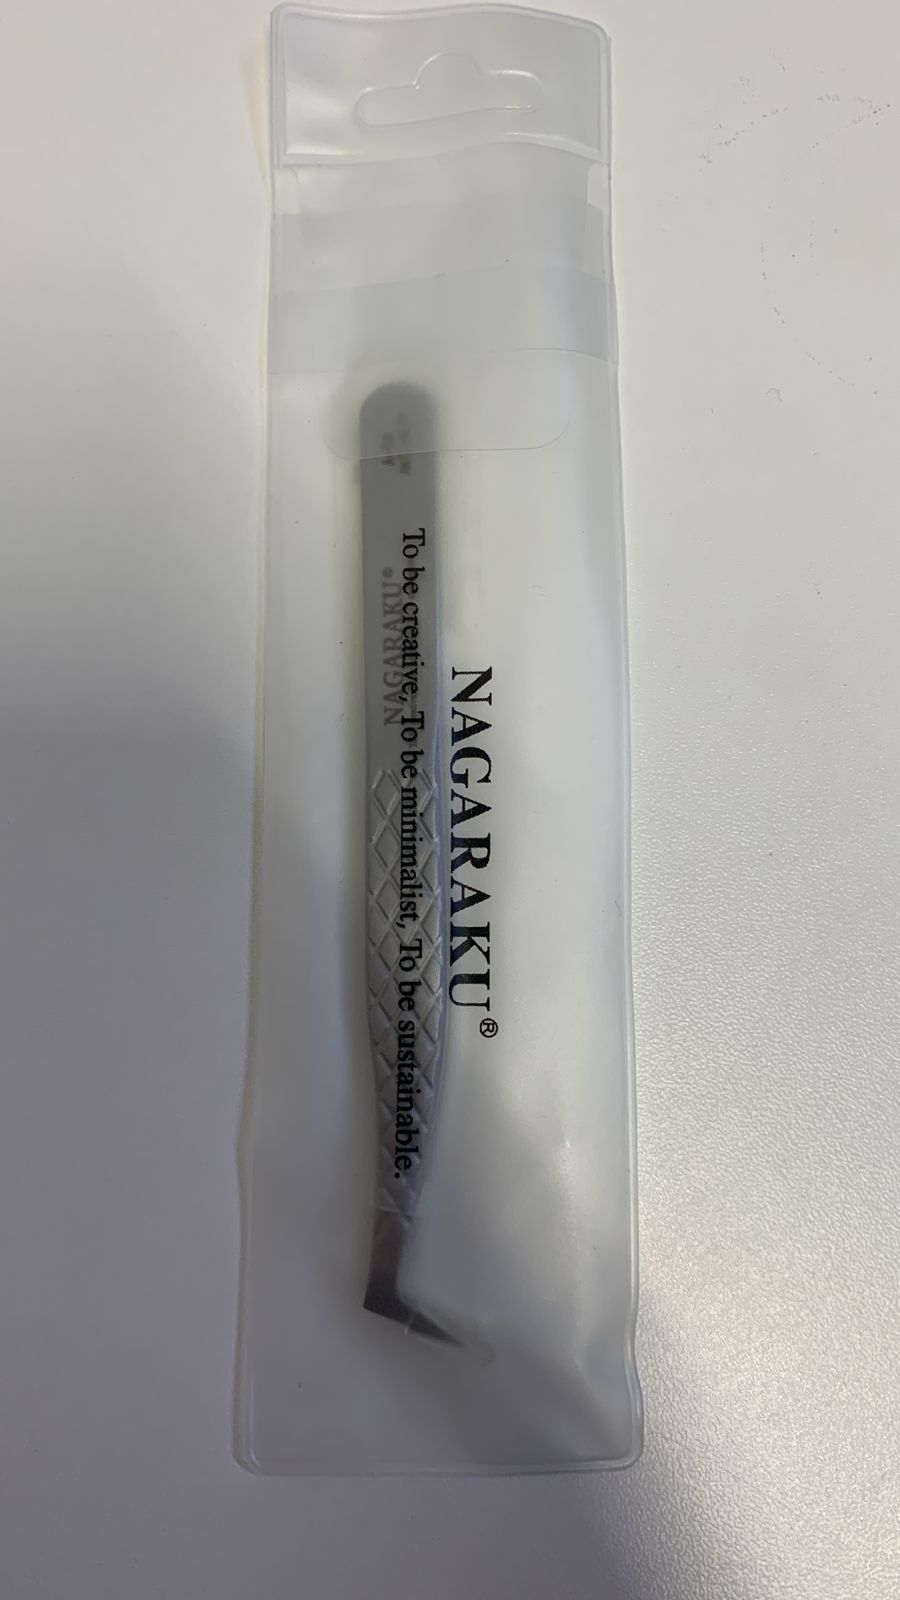 NAGARAKU®
To be creative, To be minimalist, To be sustainable.
NAGARAKU®